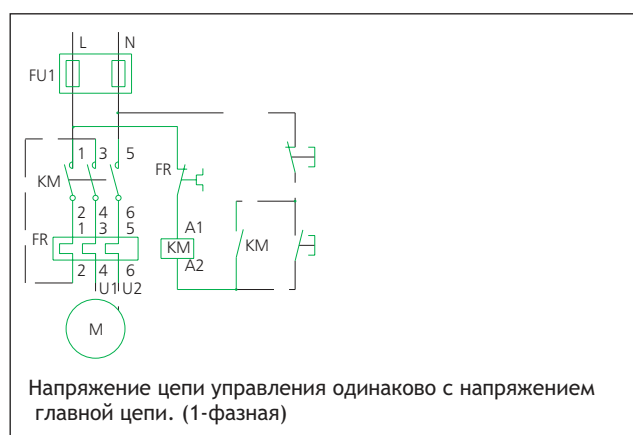 L N
FU1
1 3 5
KM
FR
2 4 6
A1
FR
1 3 5
KM
KM
A2
2 4 6
U1 U2
M
Напряжение цепи управления одинаково с напряжением
главной цепи. (1-фазная)